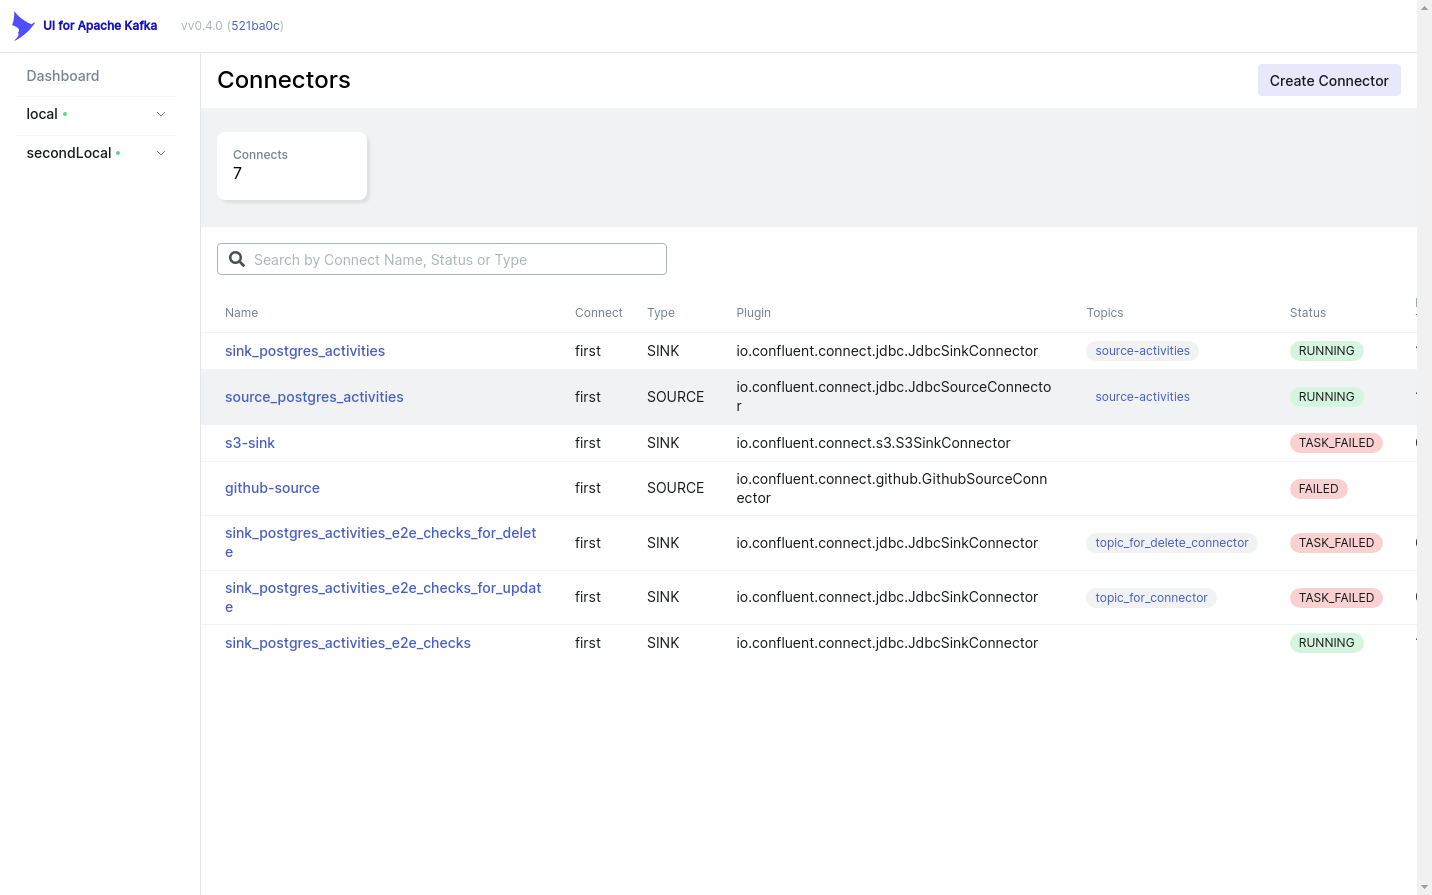 UI for Apache Kafka vv0.4.0 (521ba0c)
Dashboard
local
secondLocal
Connectors
Create Connector
Connects
7
Search by Connect Name, Status or Type
Name Connect Type Plugin Topics Status
sink_postgres_activities first SINK io.confluent.connect.jdbc.JdbcSinkConnector source-activities RUNNING
source_postgres_activities first SOURCE io.confluent.connect.jdbc.JdbcSourceConnecto
r source-activities RUNNING
s3-sink first SINK io.confluent.connect.s3.S3SinkConnector TASK_FAILED
github-source first SOURCE io.confluent.connect.github.GithubSourceConn
ector FAILED
sink_postgres_activities_e2e_checks_for_delet
e first SINK io.confluent.connect.jdbc.JdbcSinkConnector topic_for_delete_connector TASK_FAILED
sink_postgres_activities_e2e_checks_for_updat
e first SINK io.confluent.connect.jdbc.JdbcSinkConnector topic_for_connector TASK_FAILED
sink_postgres_activities_e2e_checks first SINK io.confluent.connect.jdbc.JdbcSinkConnector RUNNING